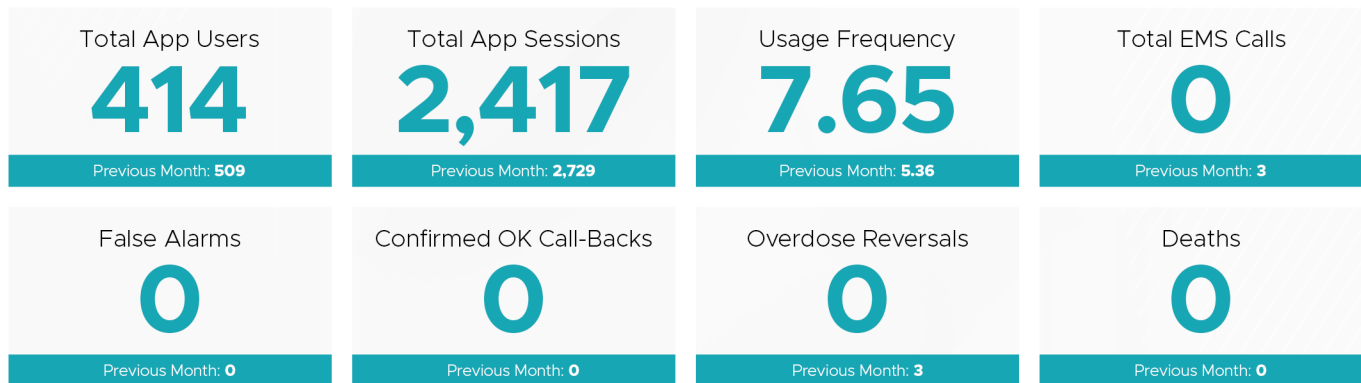 Total App Users
414
Previous Month: 509
Total App Sessions
2,417
Previous Month: 2,729
Usage Frequency
7.65
Previous Month: 5.36
Total EMS Calls
0
Previous Month: 3
False Alarms
0
Previous Month: 0
Confirmed OK Call-Backs
0
Previous Month: 0
Overdose Reversals
0
Previous Month: 3
Deaths
0
Previous Month: 0